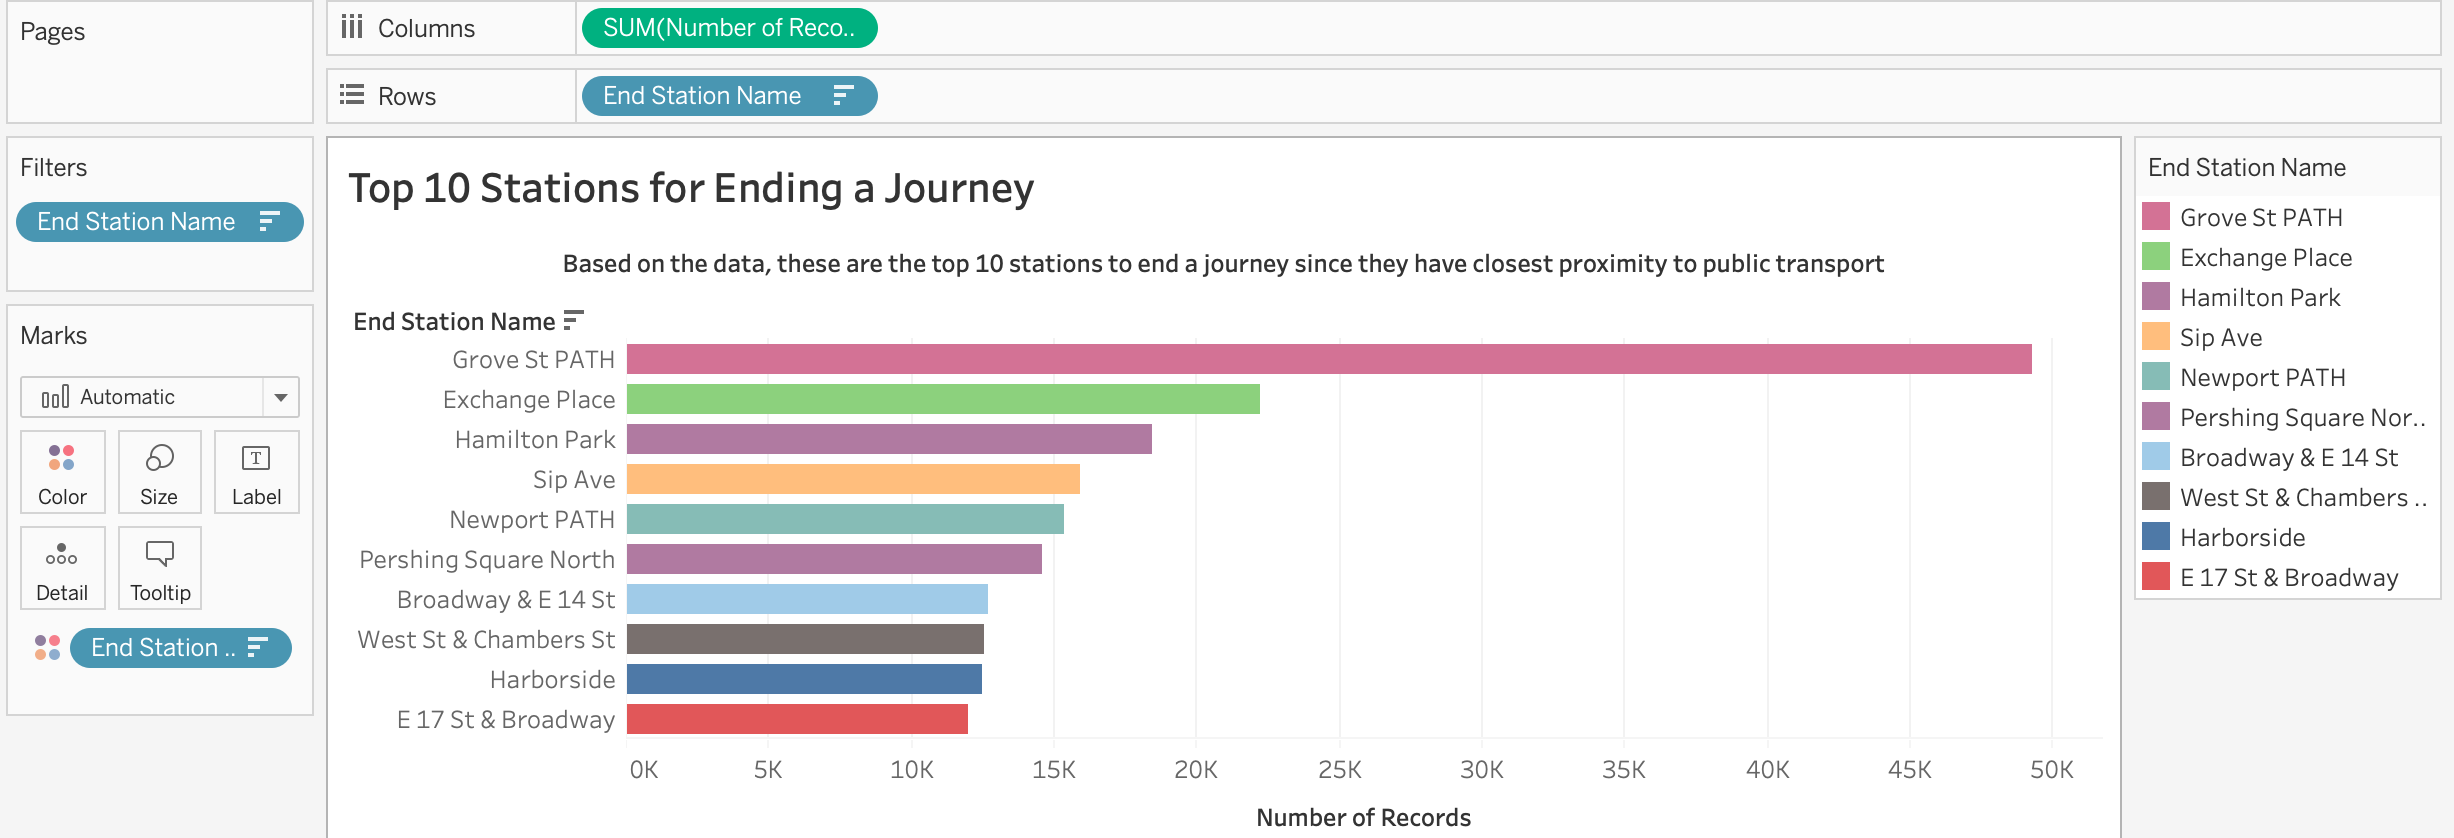 Pages
Columns
SUM(Number of Reco..
Rows
End Station Name
Filters
End Station Name
Marks
Automatic
Color
Size
T
Label
Detail
Tooltip
End Station ..
Top 10 Stations for Ending a Journey
Based on the data, these are the top 10 stations to end a journey since they have closest proximity to public transport
End Station Name
Grove St PATH
Exchange Place
Hamilton Park
Sip Ave
Newport PATH
Pershing Square North
Broadway & E 14 St
West St & Chambers St
Harborside
E 17 St & Broadway
0K 5K 10K 15K 20K 25K 30K 35K 40K 45K 50K
Number of Records
End Station Name
Grove St PATH
Exchange Place
Hamilton Park
Sip Ave
Newport PATH
Pershing Square Nor..
Broadway & E 14 St
West St & Chambers ..
Harborside
E 17 St & Broadway